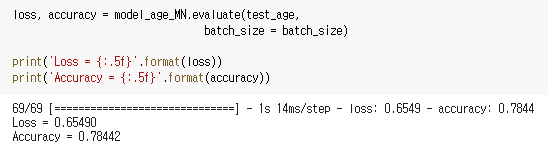 loss, accuracy = model_age_MN.evaluate(test_age,
batch_size = batch_size)
print('Loss = {:.5f}'.format(loss))
print('Accuracy = {:.5f}'.format(accuracy))
69/69 [==============================] - 1s 14ms/step - loss: 0.6549 - accuracy: 0.7844
Loss = 0.65490
Accuracy = 0.78442